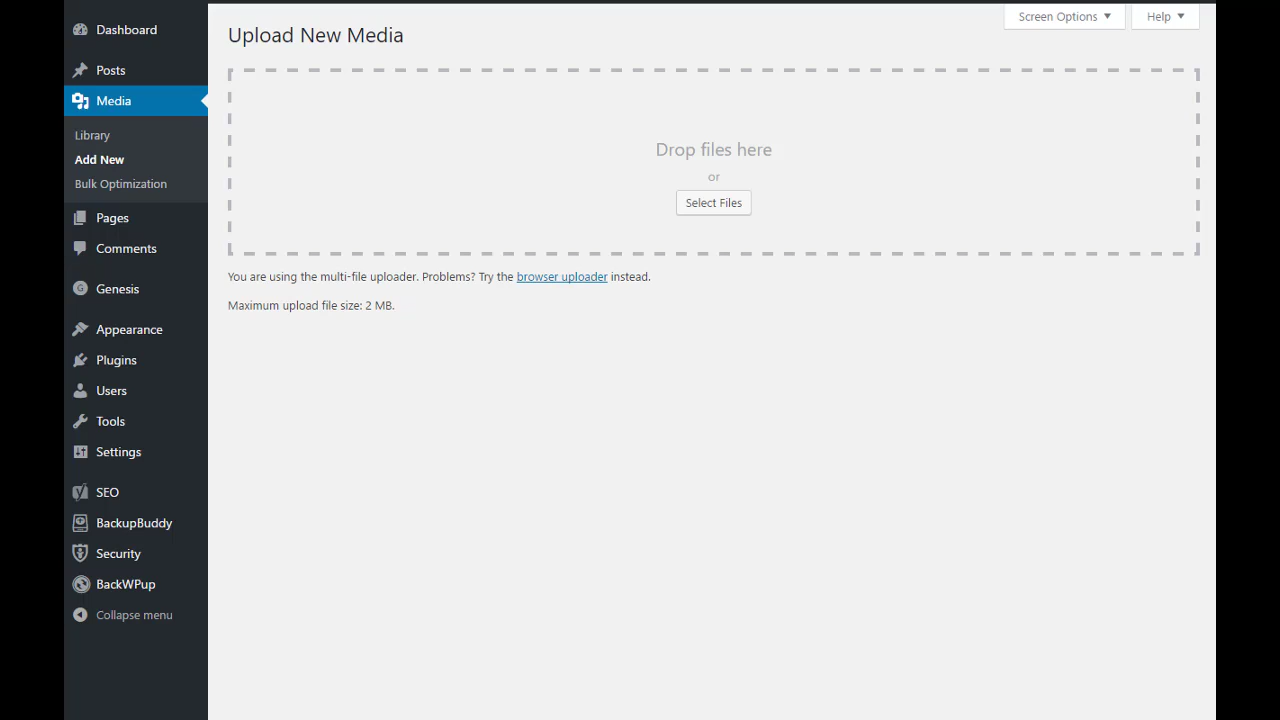 Dashboard
Posts
Media
Library
Add New
Bulk Optimization
Pages
Comments
Genesis
Appearance
Plugins
Users
Tools
Settings
SEO
BackupBuddy
Security
BackWPup
Collapse menu
Screen Options ▼
Help ▼
Upload New Media
Drop files here
or
Select Files
You are using the multi-file uploader. Problems? Try the browser uploader instead.
Maximum upload file size: 2 MB.